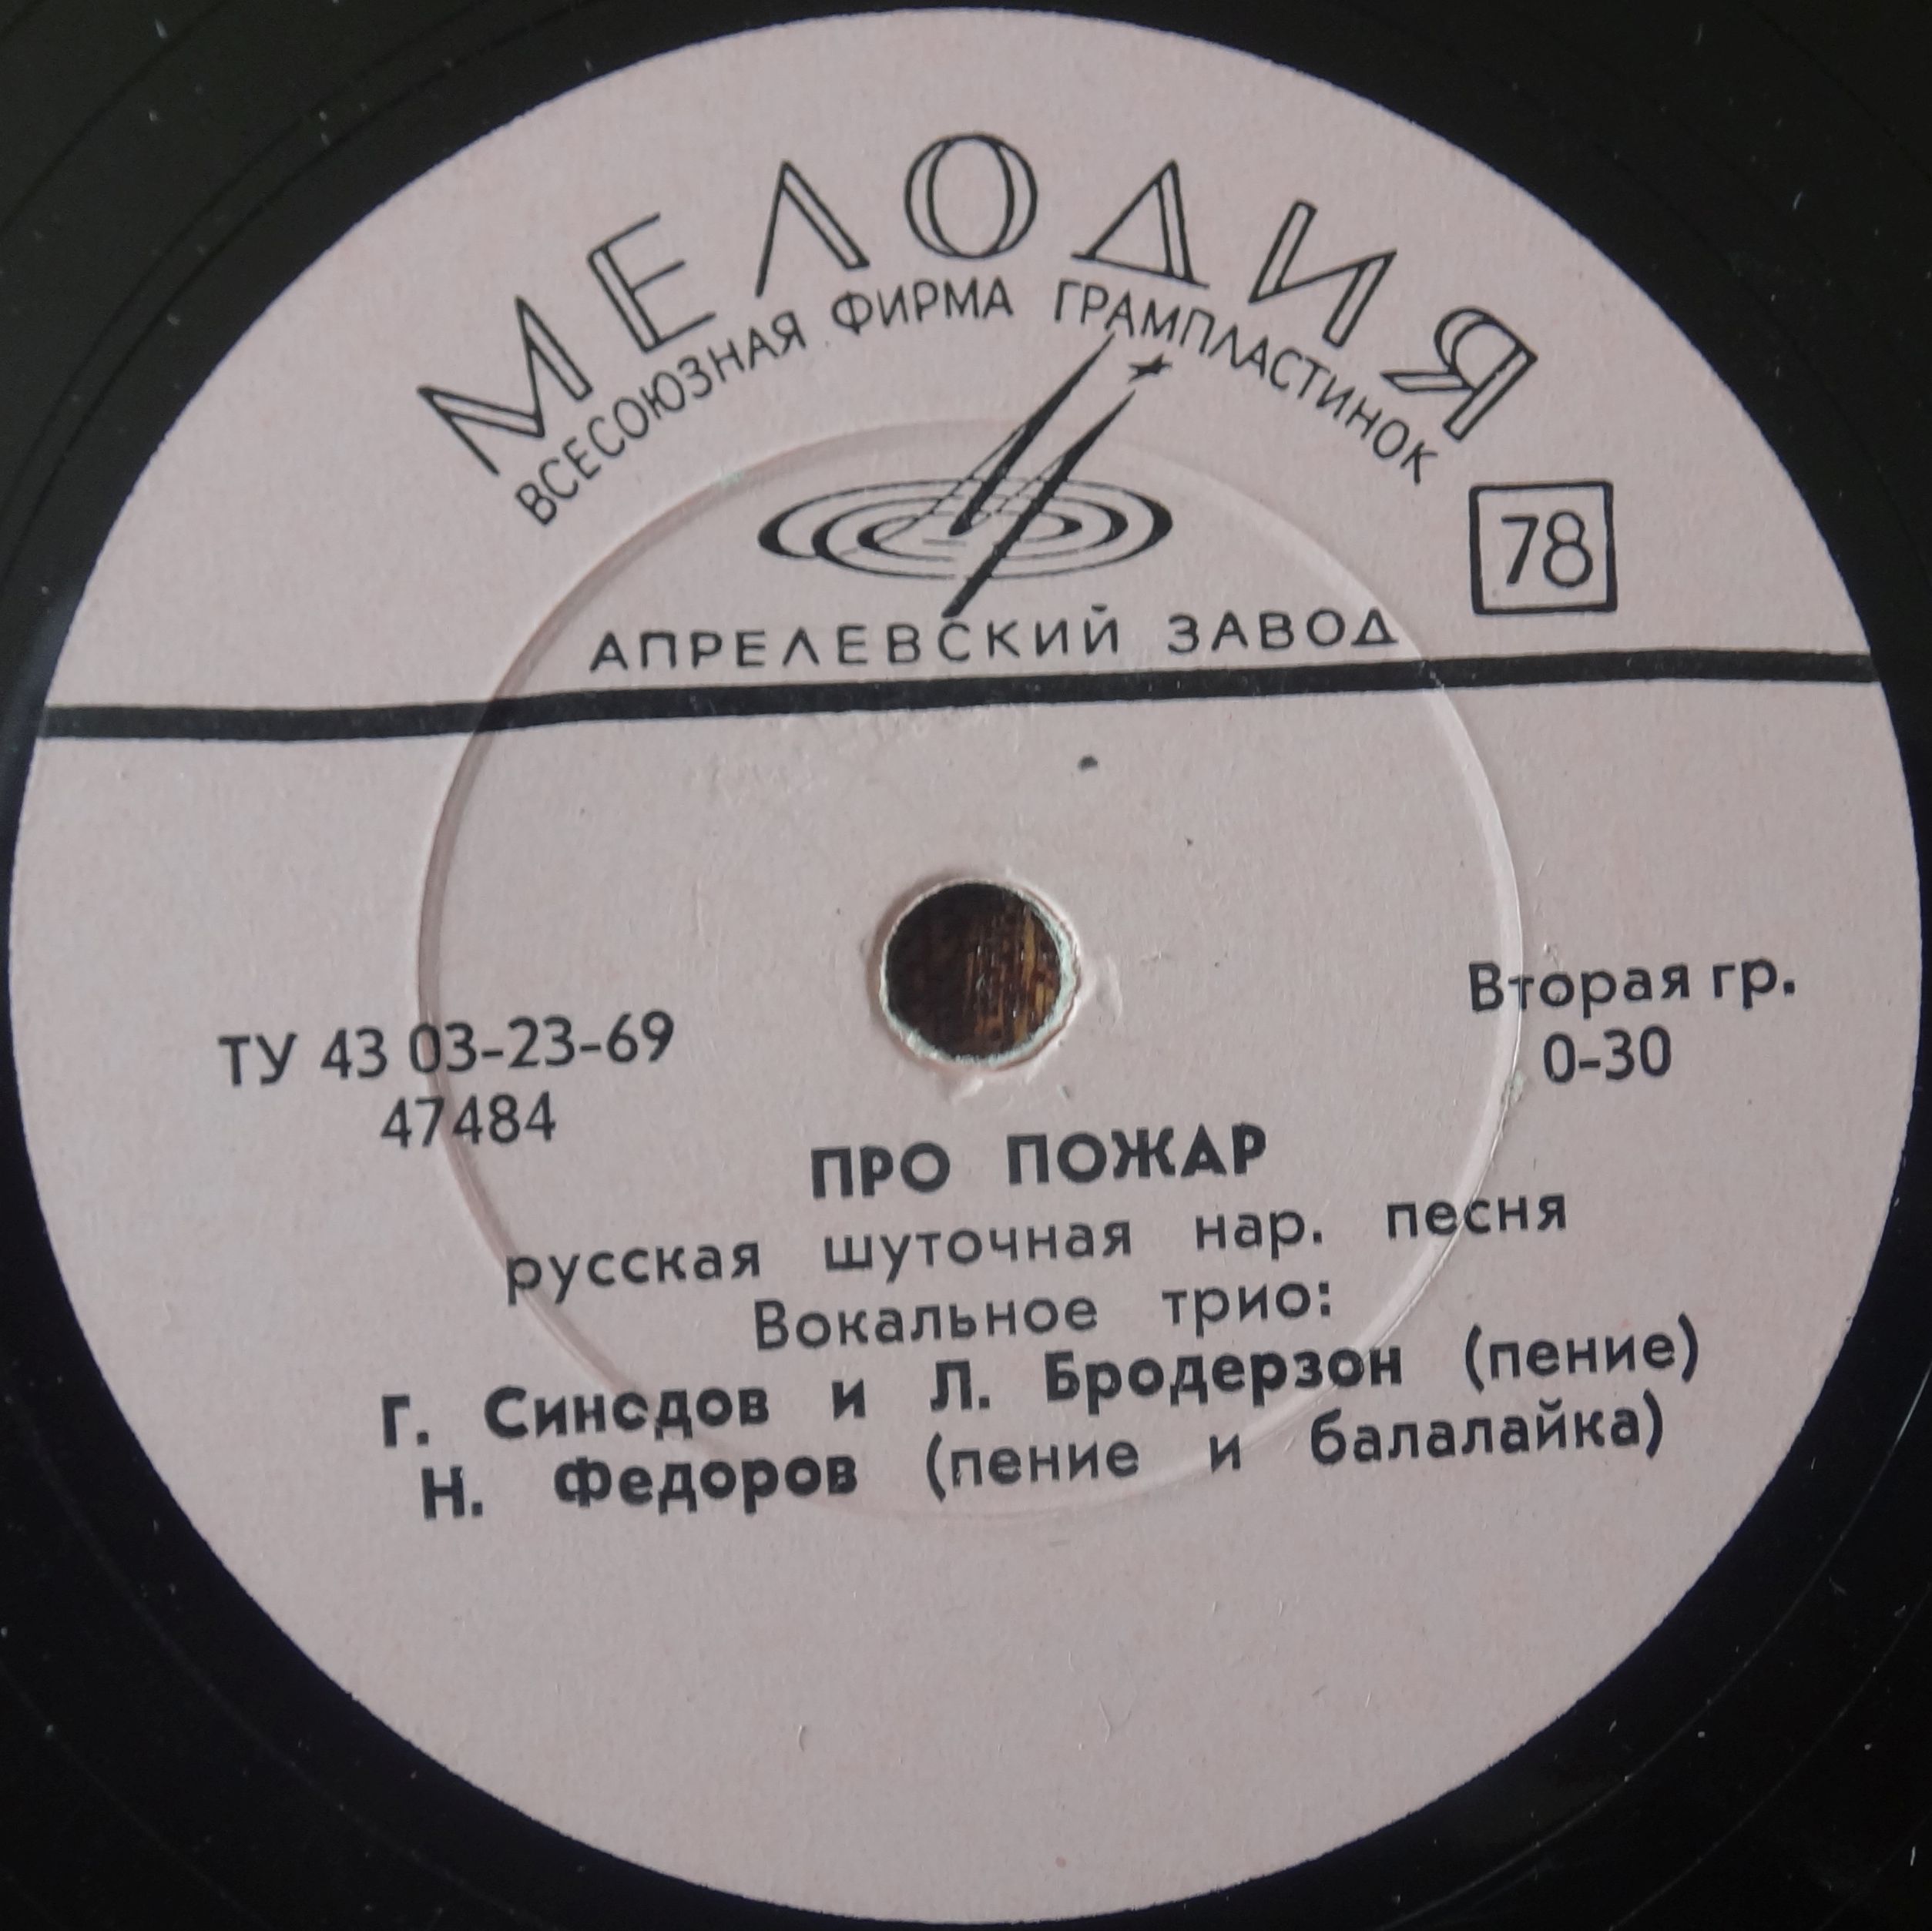 МЕЛОДИЯ
ВСЕСОЮЗНАЯ ФИРМА ГРАМПЛАСТИНОК
78
АПРЕЛЕВСКИЙ ЗАВОД
ТУ 43 03-23-69
47484
Вторая гр.
0-30
ПРО ПОЖАР
русская шуточная нар. песня
Вокальное трио:
Г. Синодов и Л. Бродерзон (пение)
Н. Федоров (пение и балалайка)